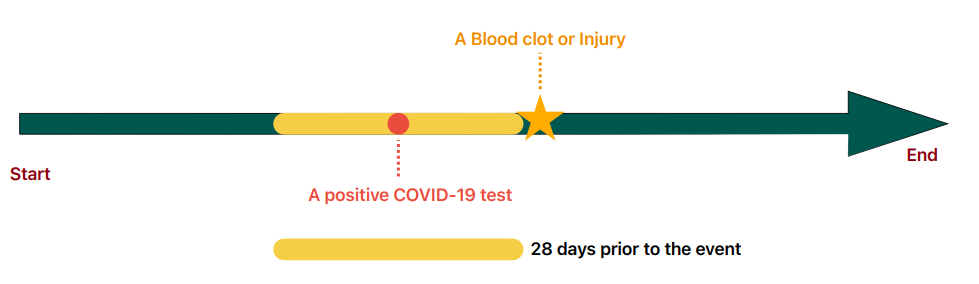 A Blood clot or Injury
End
Start
A positive COVID-19 test
28 days prior to the event